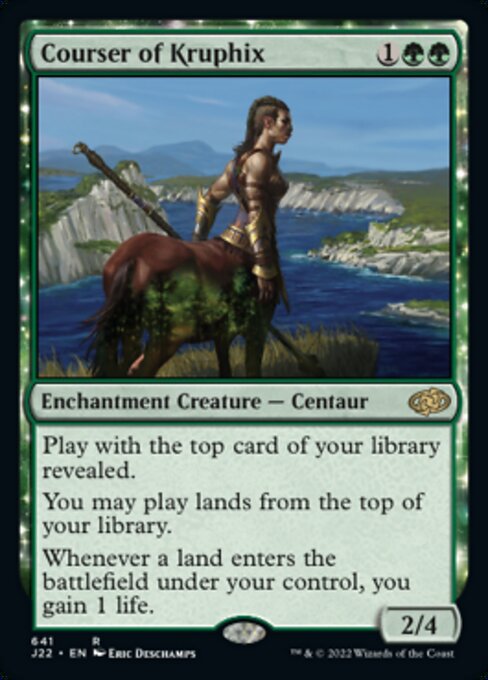 Courser of Kruphix 1
Enchantment Creature — Centaur
Play with the top card of your library
revealed.
You may play lands from the top of
your library.
Whenever a land enters the
battlefield under your control, you
gain 1 life.
2/4
641 R
J22 • EN Eric Deschamps
™ & © 2022 Wizards of the Coast